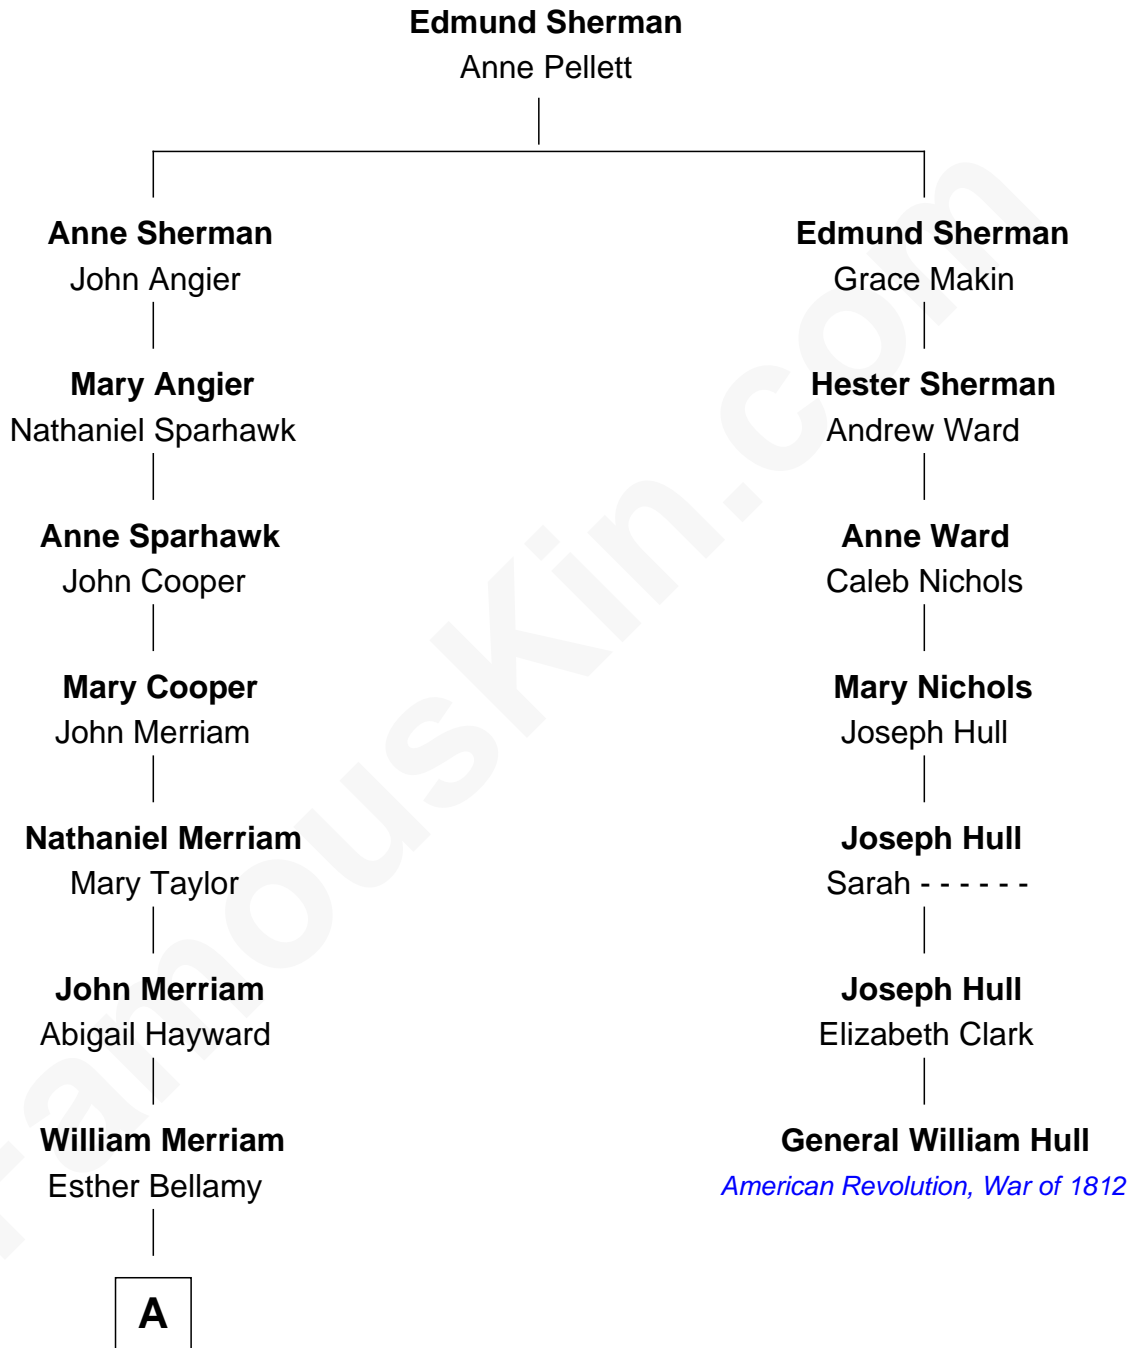 Edmund Sherman
Anne Pellett
Anne Sherman
John Angier
Edmund Sherman
Grace Makin
Mary Angier
Nathaniel Sparhawk
Hester Sherman
Andrew Ward
Anne Sparhawk
John Cooper
Anne Ward
Caleb Nichols
Mary Cooper
John Merriam
Mary Nichols
Joseph Hull
Nathaniel Merriam
Mary Taylor
Joseph Hull
Sarah - - - - - -
John Merriam
Abigail Hayward
Joseph Hull
Elizabeth Clark
William Merriam
Esther Bellamy
General William Hull
American Revolution, War of 1812
A
FamousKin.com